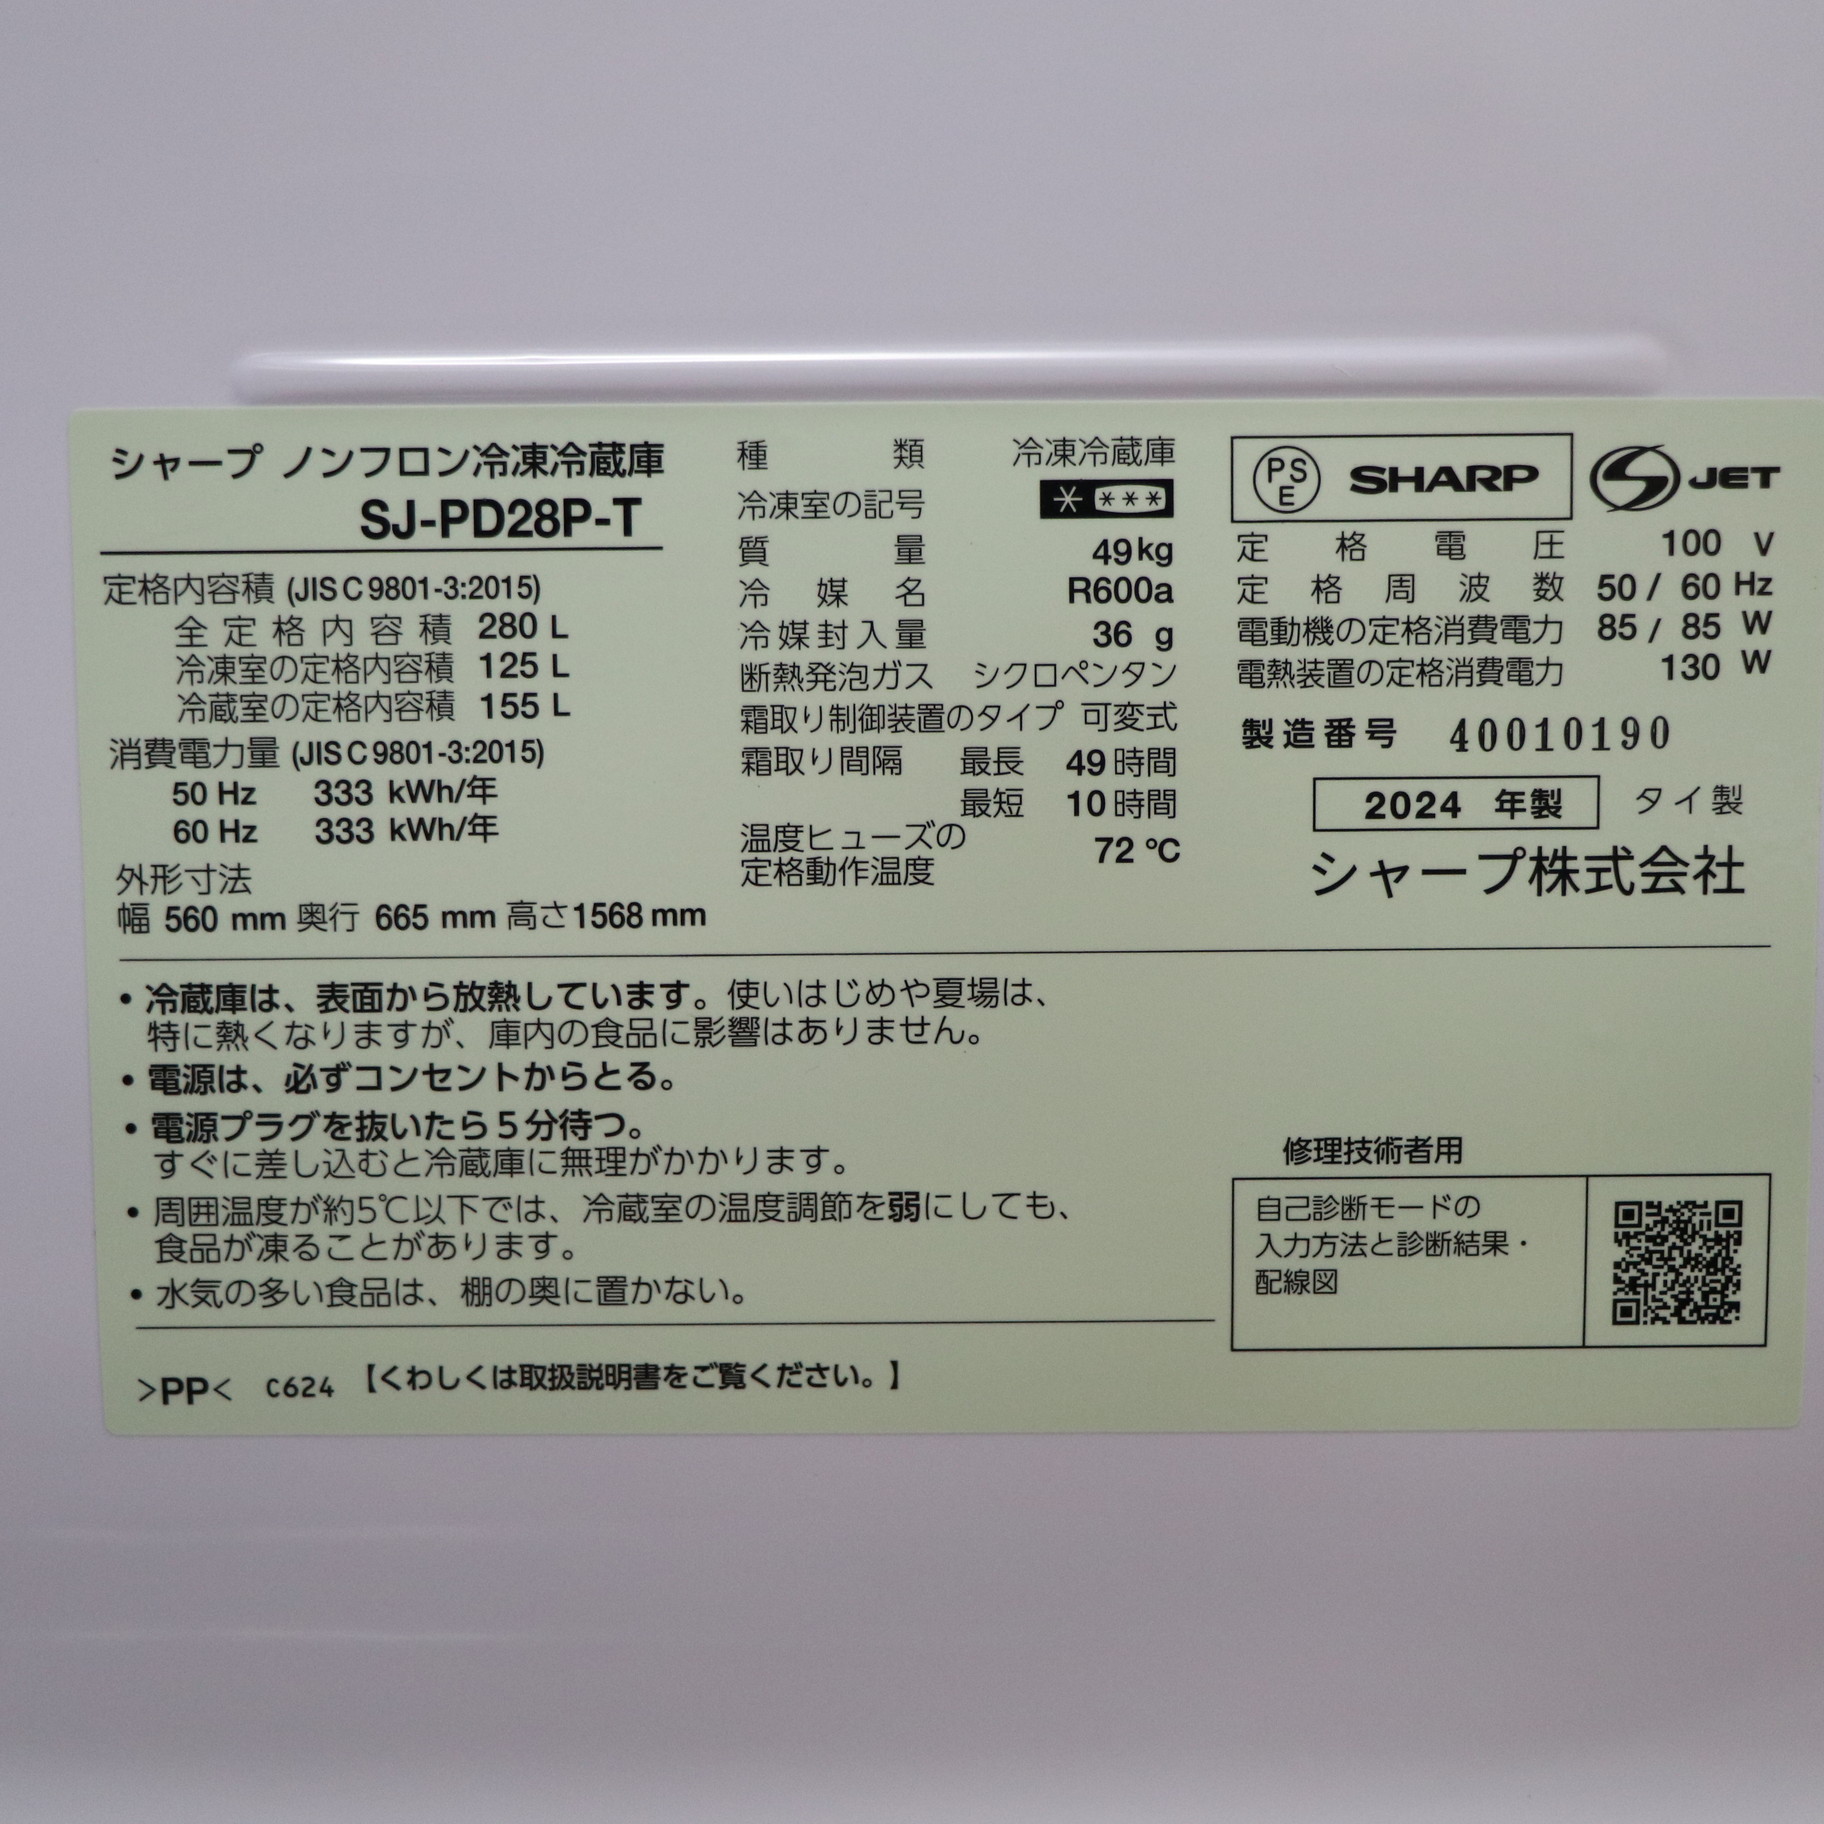 シャープ ノンフロン冷凍冷蔵庫
SJ-PD28P-T
定格内容積 (JIS C 9801-3:2015)
全定格内容積 280 L
冷凍室の定格内容積 125 L
冷蔵室の定格内容積 155 L
消費電力量 (JIS C 9801-3:2015)
50 Hz 333 kWh/年
60 Hz 333 kWh/年
外形寸法
幅 560 mm 奥行 665 mm 高さ1568 mm
種類 冷凍冷蔵庫
冷凍室の記号 * ***
質量 49kg
冷媒名 R600a
冷媒封入量 36 g
断熱発泡ガス シクロペンタン
霜取り制御装置のタイプ 可変式
霜取り間隔 最長 49 時間
最短 10 時間
温度ヒューズの
定格動作温度 72 ℃
PSE SHARP S JET
定格電圧 100 V
定格周波数 50 / 60 Hz
電動機の定格消費電力 85 / 85 W
電熱装置の定格消費電力 130 W
製造番号 40010190
2024 年製 タイ製
シャープ株式会社
・冷蔵庫は、表面から放熱しています。使いはじめや夏場は、
特に熱くなりますが、庫内の食品に影響はありません。
・電源は、必ずコンセントからとる。
・電源プラグを抜いたら5分待つ。
すぐに差し込むと冷蔵庫に無理がかかります。
・周囲温度が約5℃以下では、冷蔵室の温度調節を弱にしても、
食品が凍ることがあります。
・水気の多い食品は、棚の奥に置かない。
修理技術者用
自己診断モードの
入力方法と診断結果・
配線図
>PP< C624 【くわしくは取扱説明書をご覧ください。】